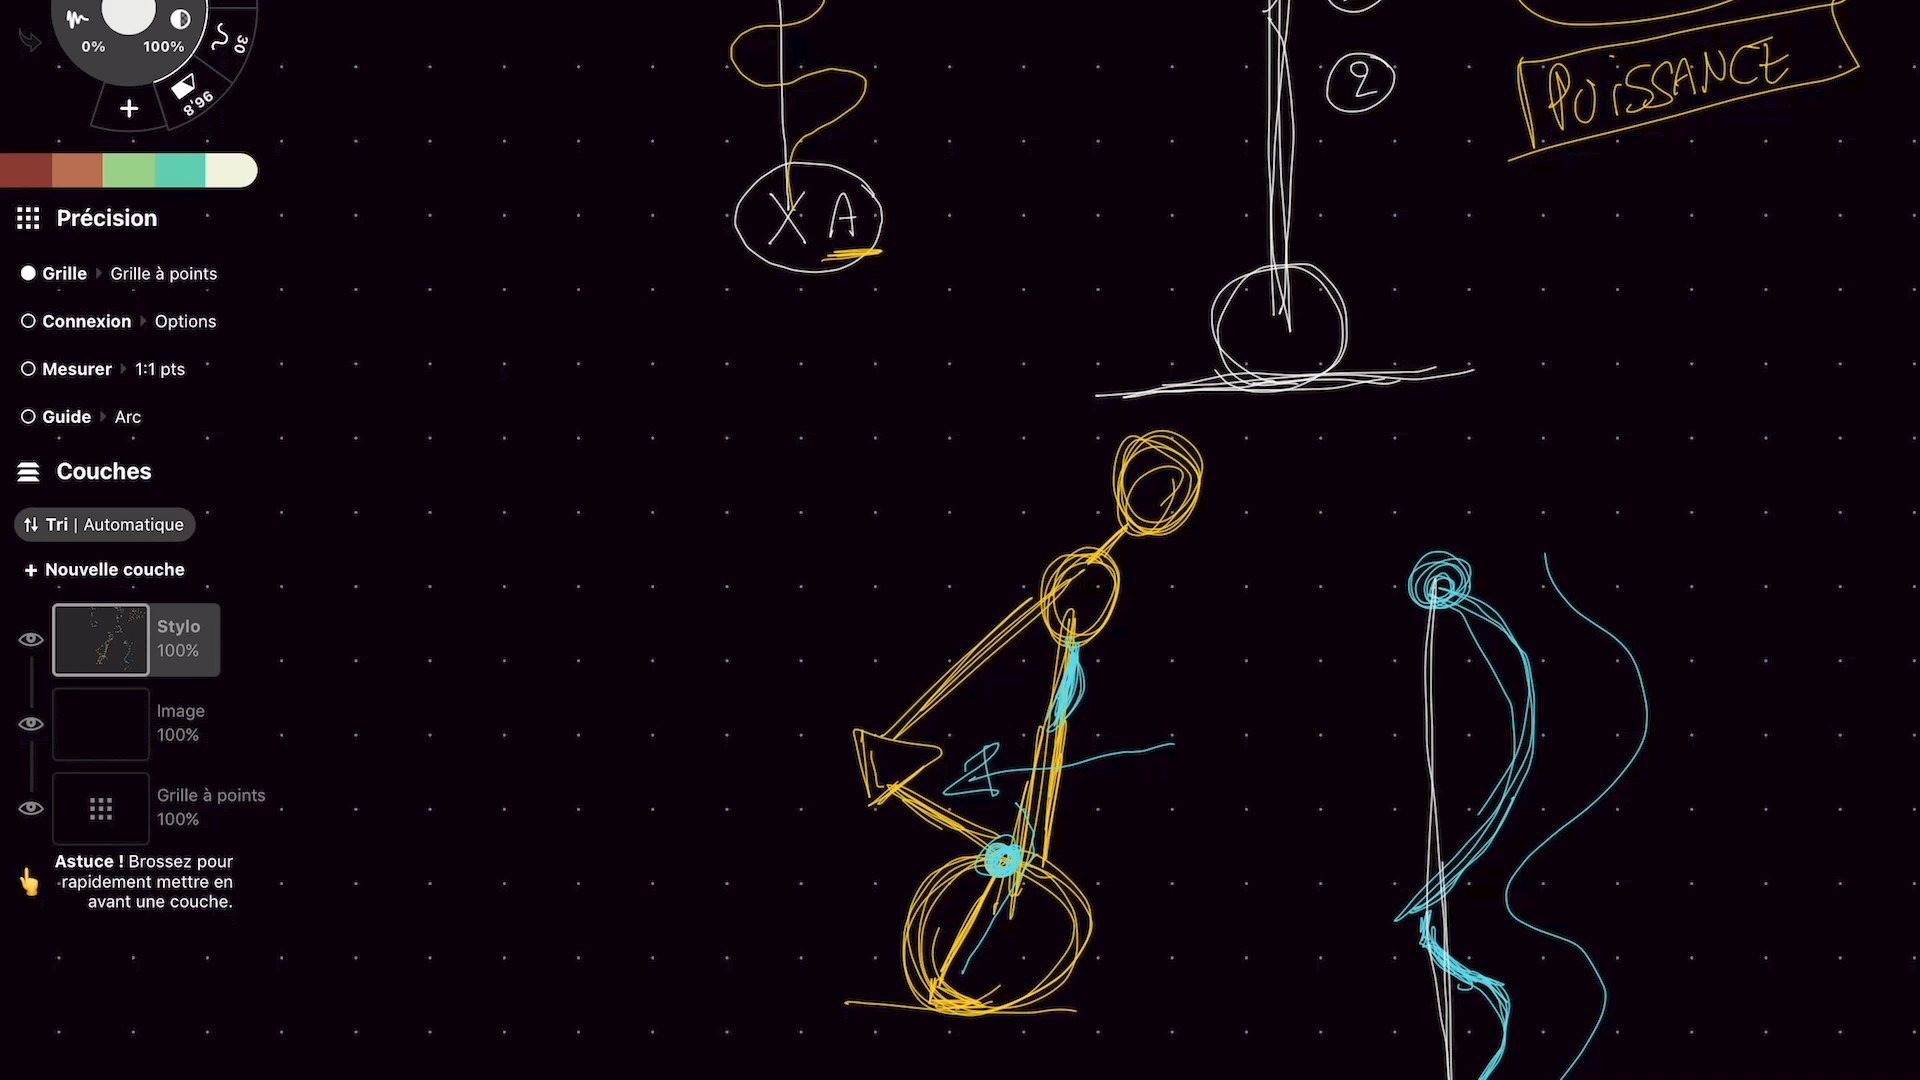 0% 100%
30
8,96
2
POiSSANCE
X A
Précision
Grille Grille à points
Connexion Options
Mesurer 1:1 pts
Guide Arc
Couches
Tri | Automatique
+ Nouvelle couche
Stylo
100%
Image
100%
Grille à points
100%
Astuce ! Brossez pour
rapidement mettre en
avant une couche.